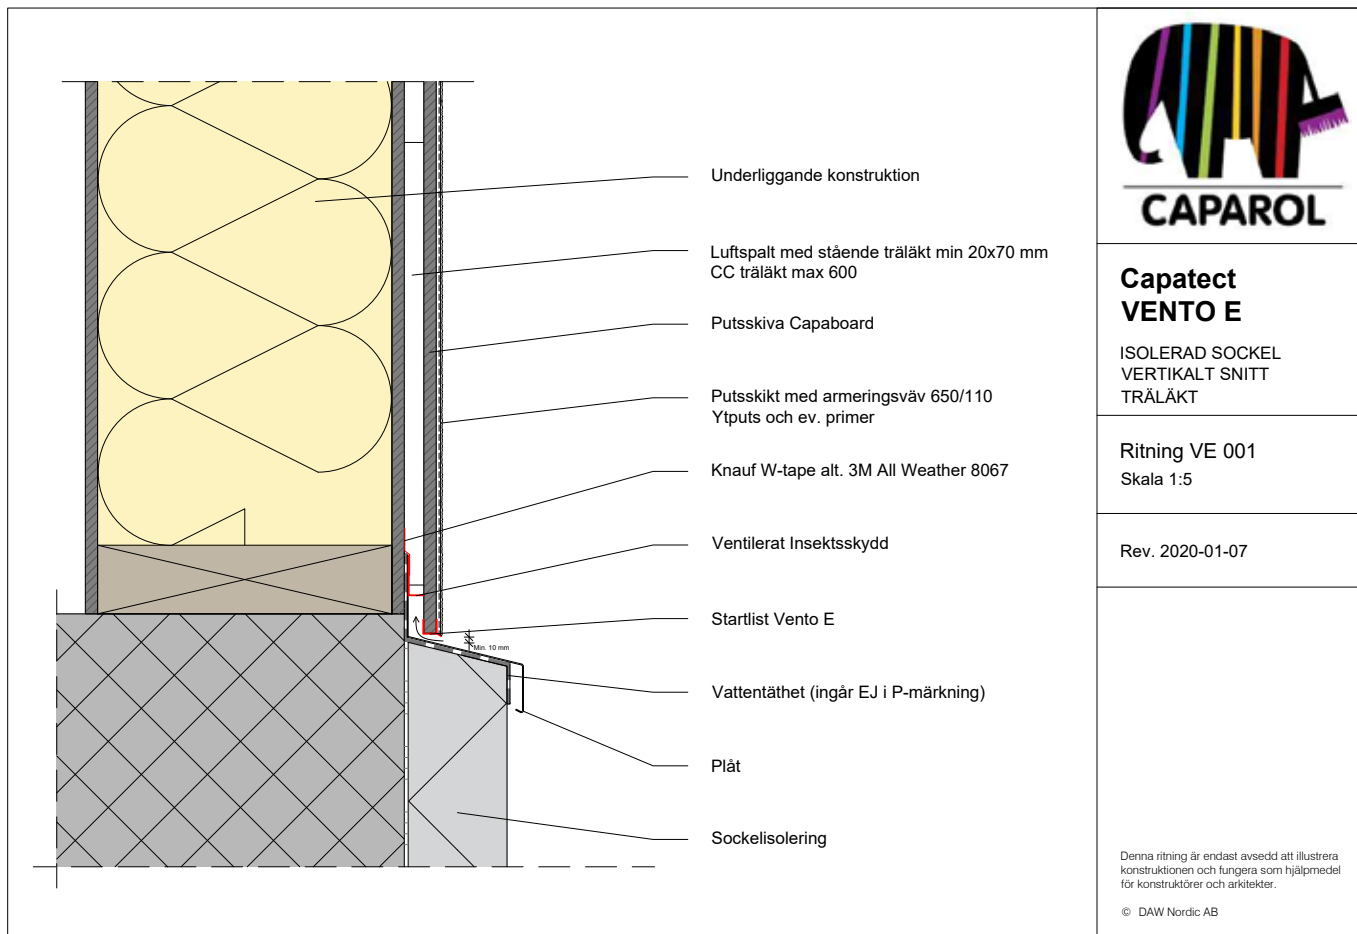 Underliggande konstruktion
Luftspalt med stående träläkt min 20x70 mm
CC träläkt max 600
Putsskiva Capaboard
Putsskikt med armeringsväv 650/110
Ytputs och ev. primer
Knauf W-tape alt. 3M All Weather 8067
Ventilerat Insektsskydd
Startlist Vento E
Min. 10 mm
Vattentäthet (ingår EJ i P-märkning)
Plåt
Sockelisolering
CAPAROL
Capatect
VENTO E
ISOLERAD SOCKEL
VERTIKALT SNITT
TRÄLÄKT
Ritning VE 001
Skala 1:5
Rev. 2020-01-07
Denna ritning är endast avsedd att illustrera
konstruktionen och fungera som hjälpmedel
för konstruktörer och arkitekter.
© DAW Nordic AB